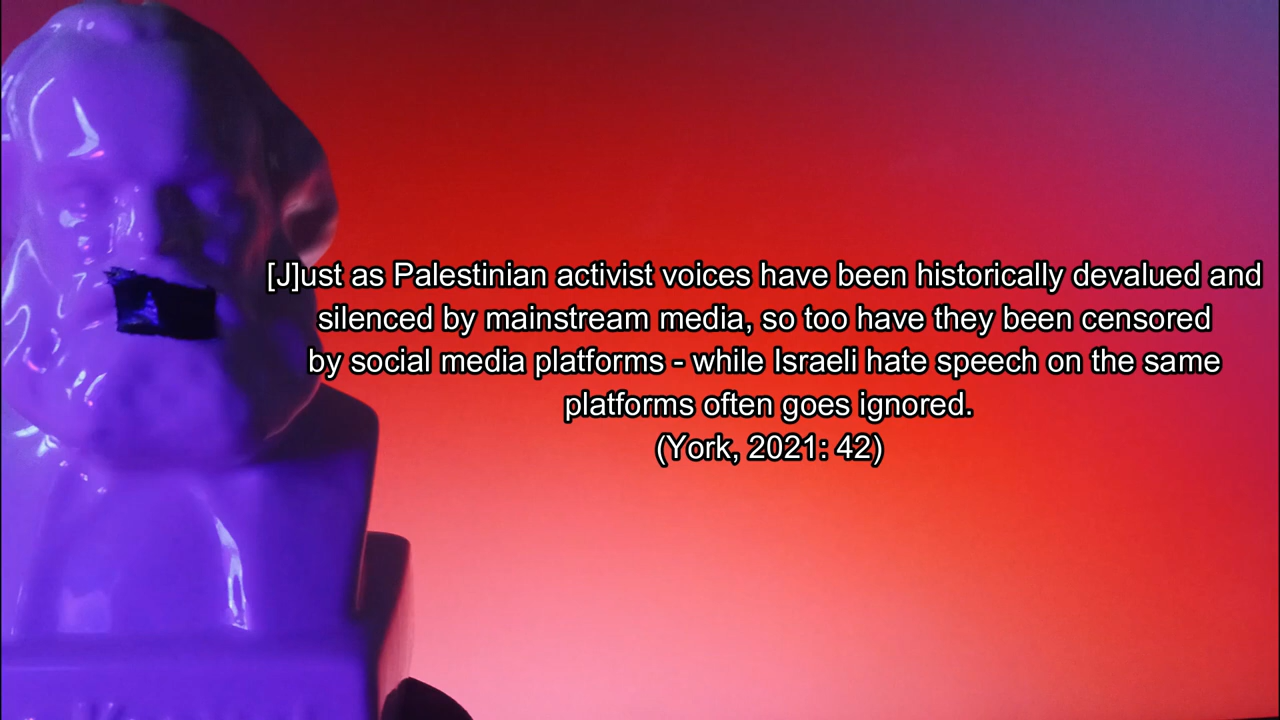 [J]ust as Palestinian activist voices have been historically devalued and
silenced by mainstream media, so too have they been censored
by social media platforms - while Israeli hate speech on the same
platforms often goes ignored.
(York, 2021: 42)